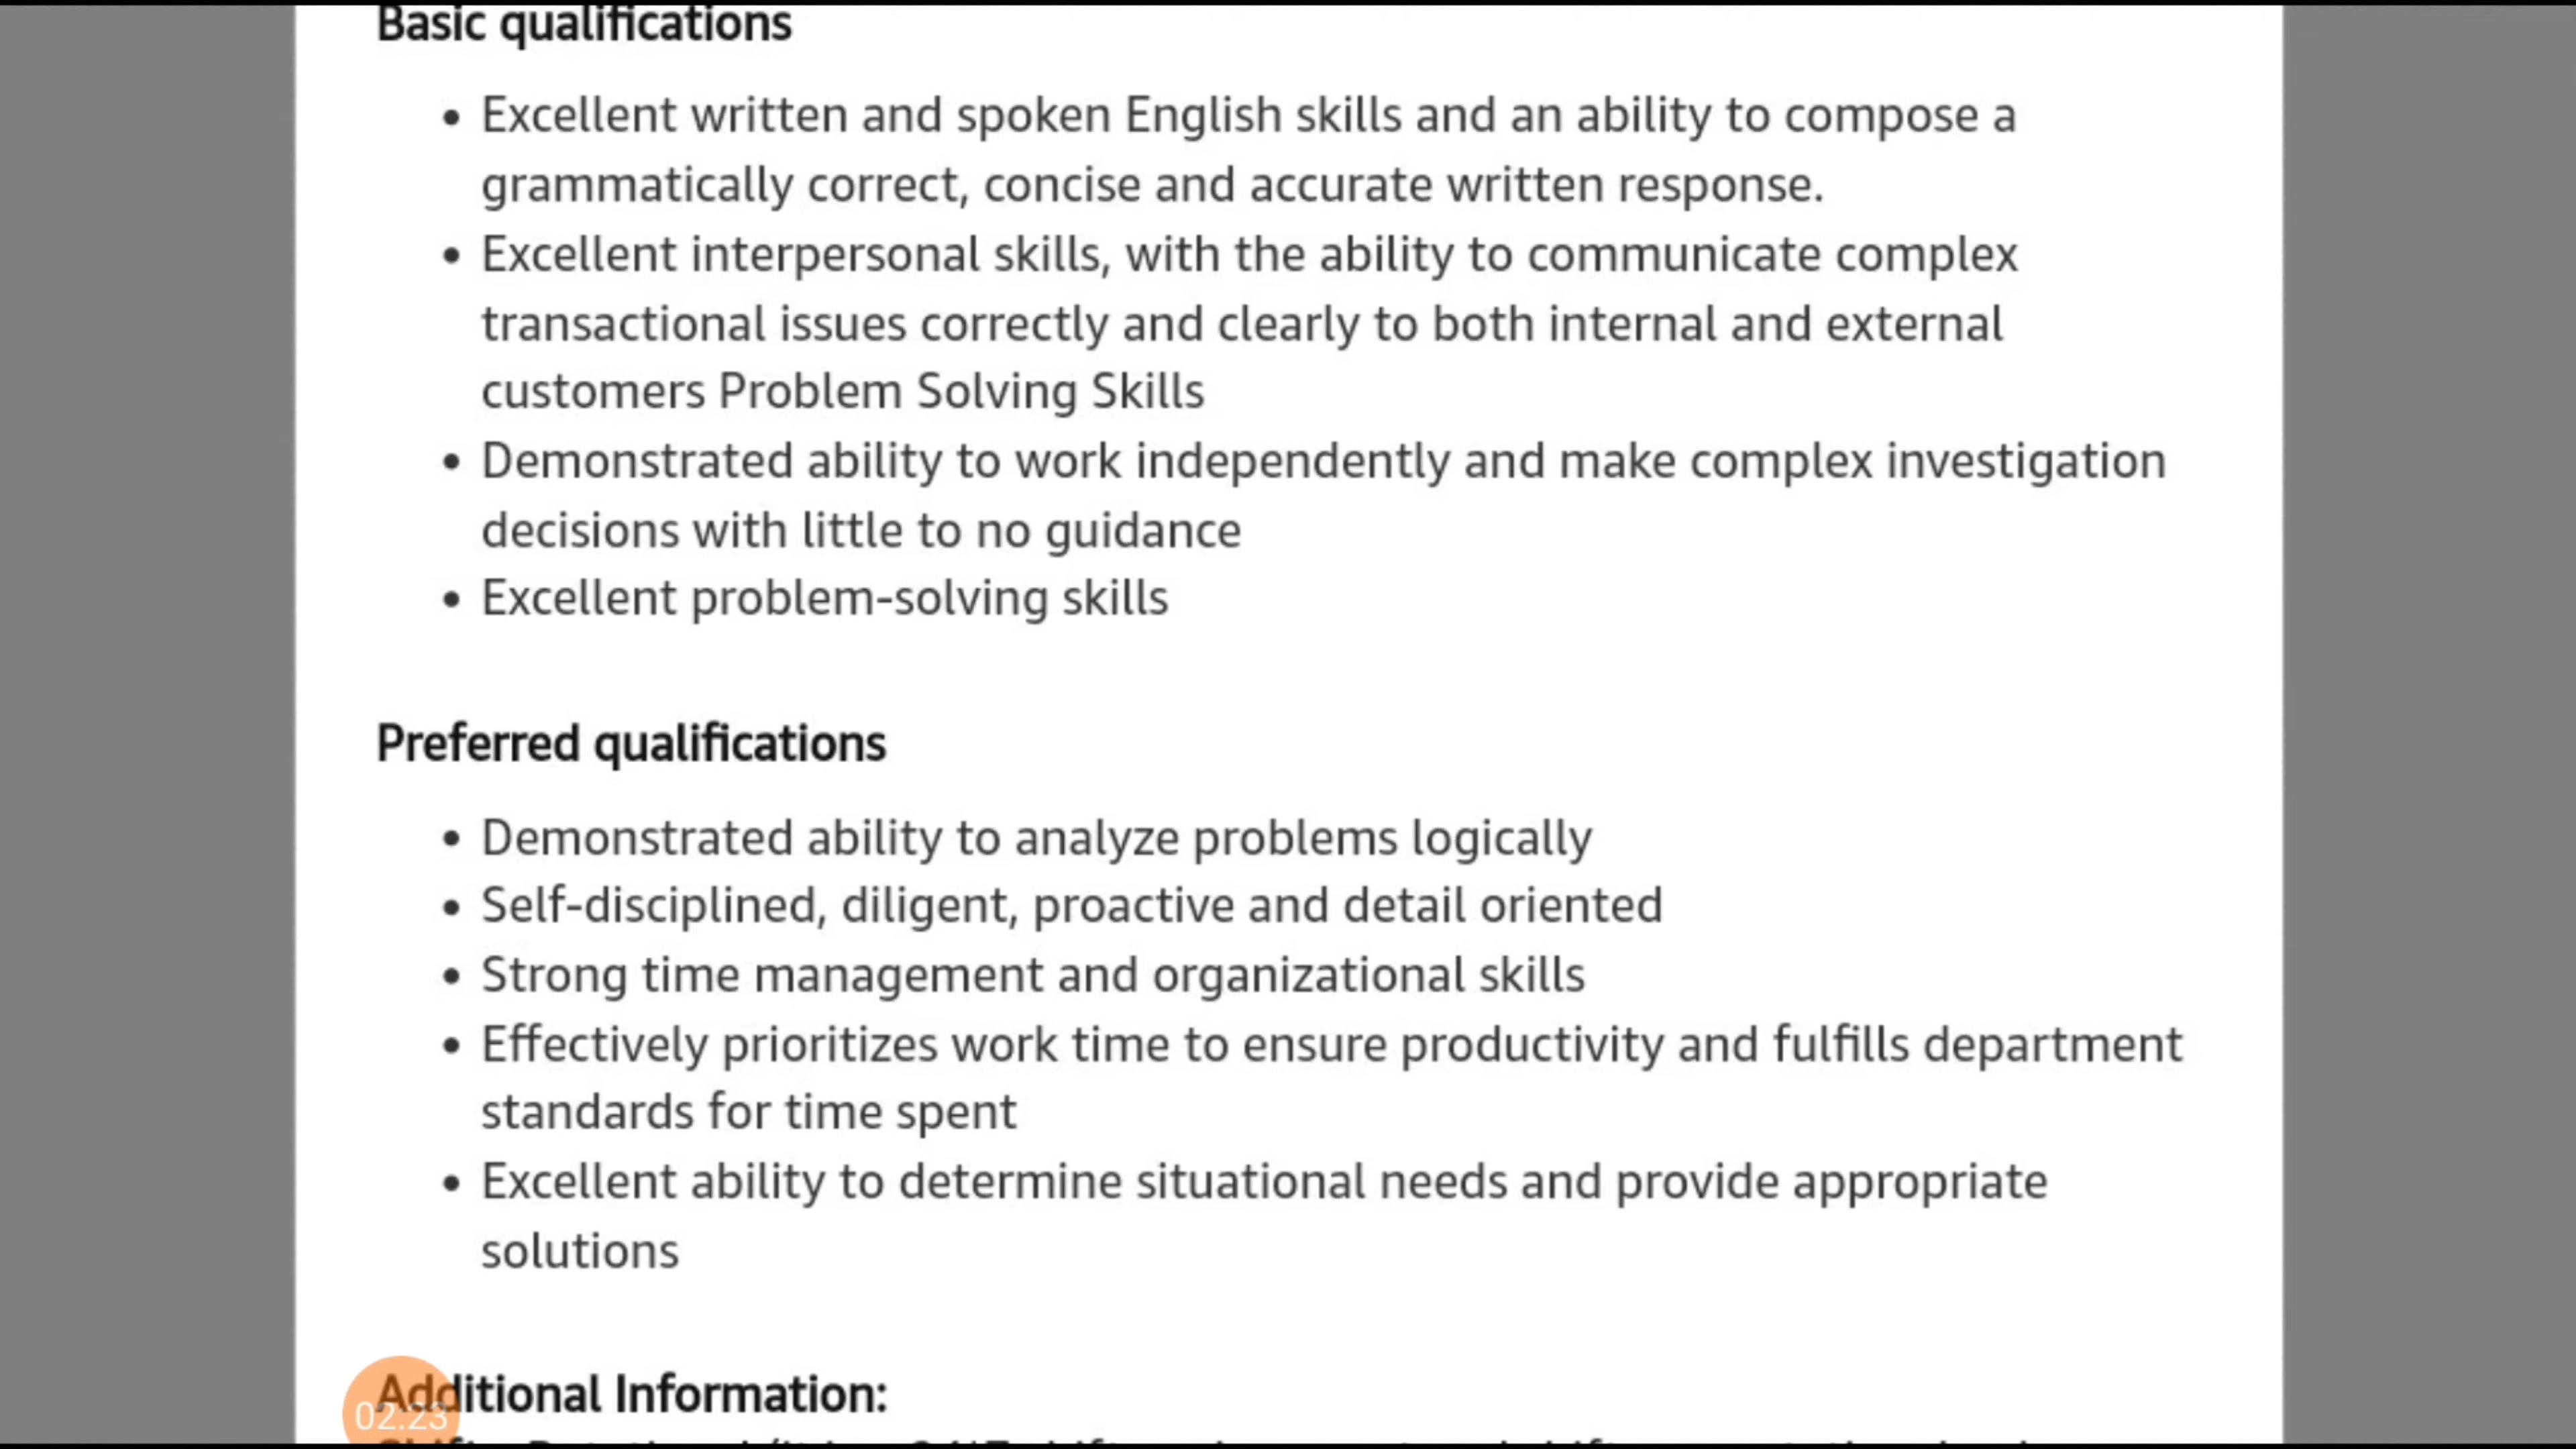 Basic qualifications
• Excellent written and spoken English skills and an ability to compose a
grammatically correct, concise and accurate written response.
• Excellent interpersonal skills, with the ability to communicate complex
transactional issues correctly and clearly to both internal and external
customers Problem Solving Skills
• Demonstrated ability to work independently and make complex investigation
decisions with little to no guidance
• Excellent problem-solving skills
Preferred qualifications
• Demonstrated ability to analyze problems logically
• Self-disciplined, diligent, proactive and detail oriented
• Strong time management and organizational skills
• Effectively prioritizes work time to ensure productivity and fulfills department
standards for time spent
• Excellent ability to determine situational needs and provide appropriate
solutions
Additional Information:
02:23